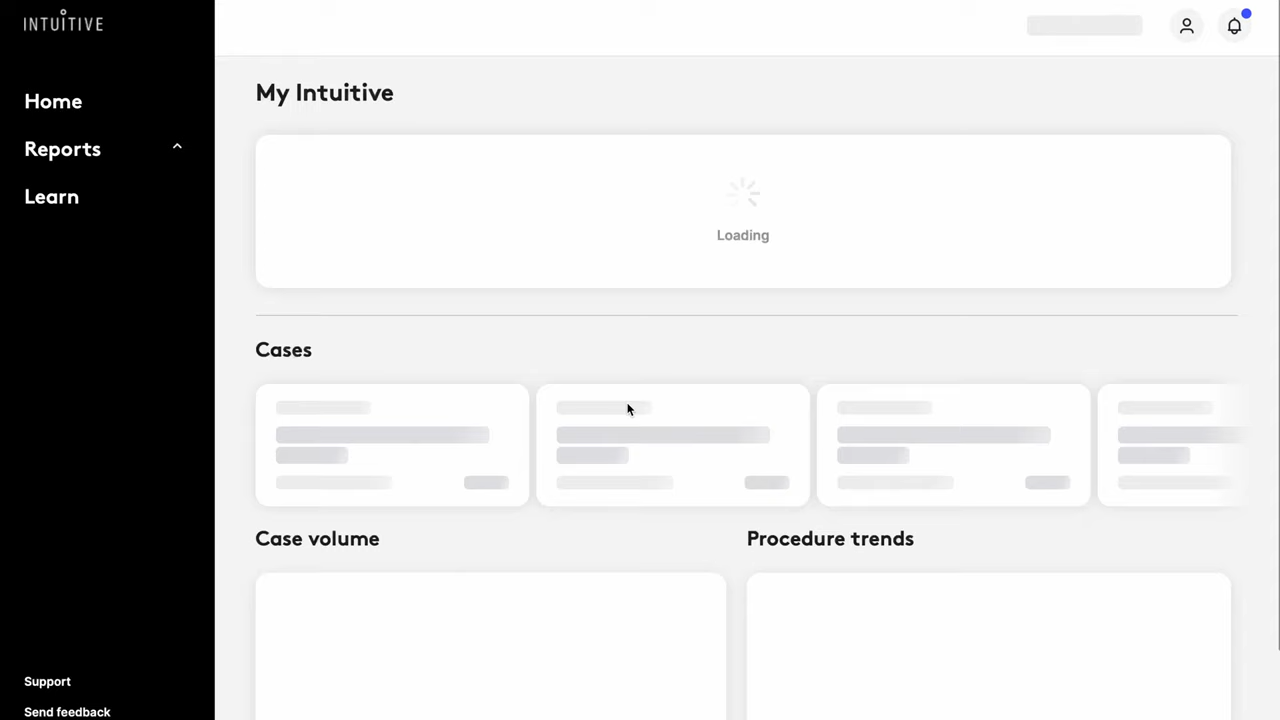 INTUITIVE
Home
Reports
Learn
My Intuitive
Loading
Cases
Case volume
Procedure trends
Support
Send feedback